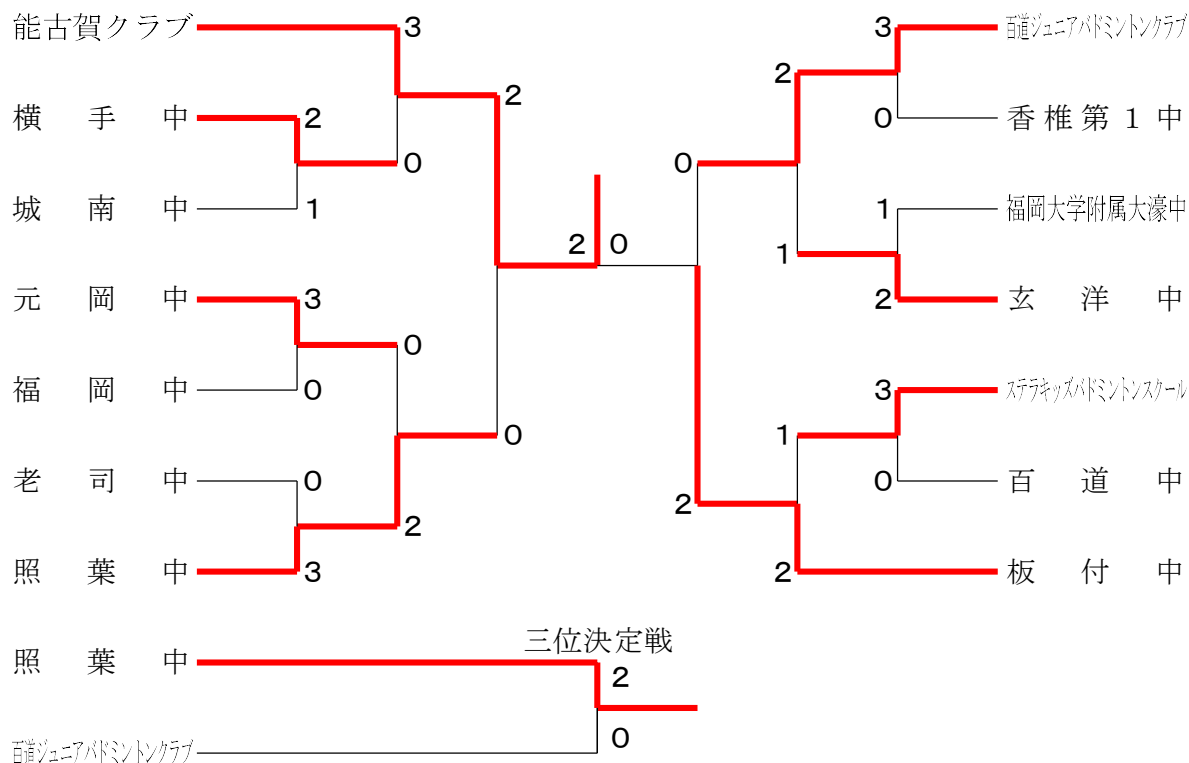 能古賀クラブ 3 3 百道ジュニアバドミントンクラブ
2 2
横手中 2 0 香椎第1中
0 0
城南中 1 1 福岡大学附属大濠中
2 0
1
元岡中 3 2 玄洋中
0
福岡中 0 3 ステラキッズバドミントンスクール
0 1
老司中 0 0 百道中
2 2
照葉中 3 2 板付中
三位決定戦
照葉中 2
0
百道ジュニアバドミントンクラブ